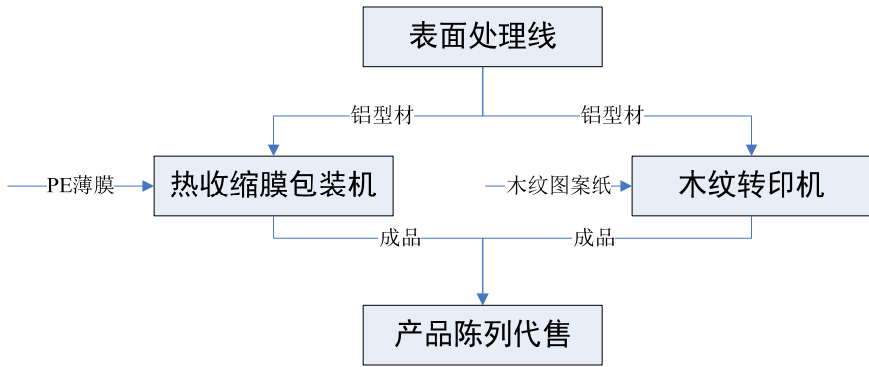 表面处理线
铝型材
铝型材
PE薄膜
热收缩膜包装机
木纹图案纸
木纹转印机
成品
成品
产品陈列代售